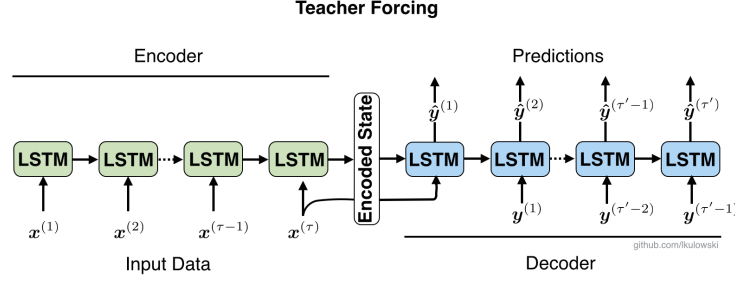 Teacher Forcing
Encoder
Predictions
ŷ^(1) ŷ^(2) ŷ^(τ′−1) ŷ^(τ′)
LSTM LSTM LSTM LSTM
Encoded State
LSTM LSTM LSTM LSTM
x^(1) x^(2) x^(τ−1) x^(τ)
y^(1) y^(τ′−2) y^(τ′−1)
github.com/lkulowski
Input Data
Decoder